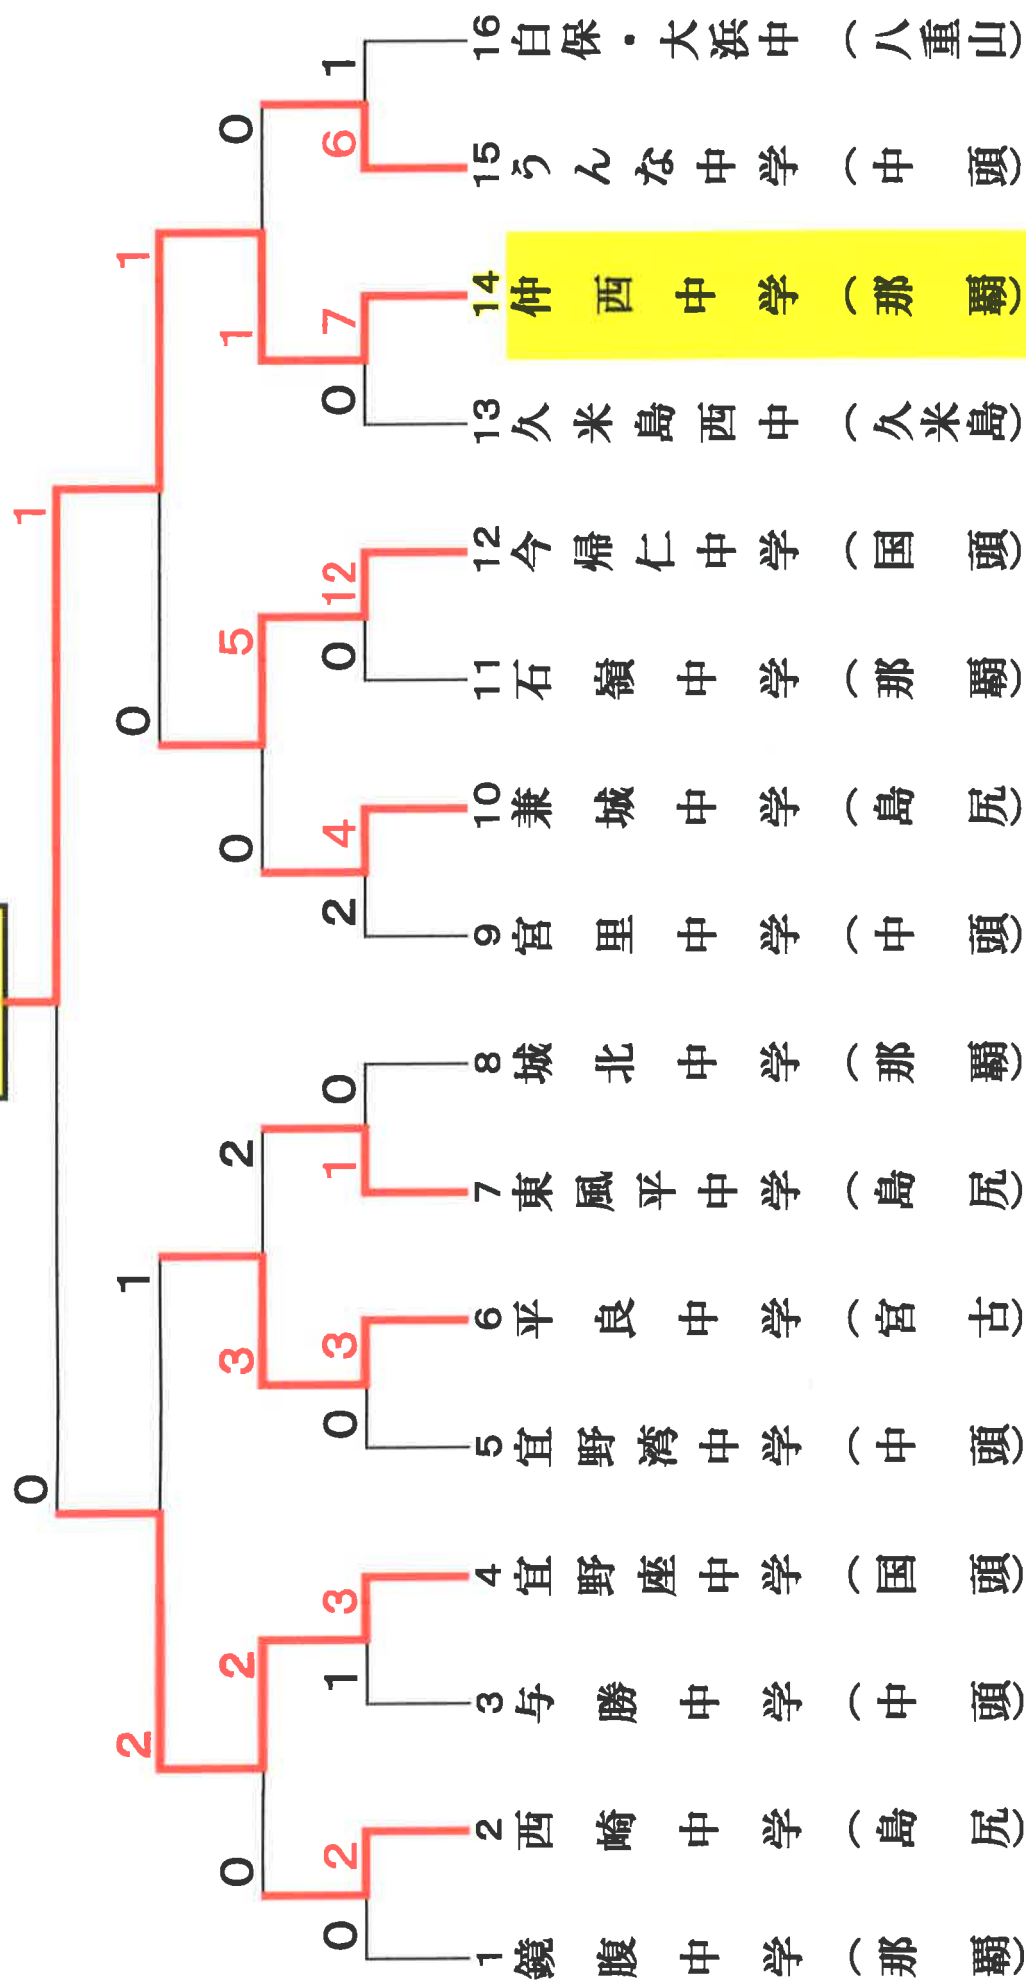 1
0
1
0
1
0
2
0
1
5
0
2
3
2
0
1
6
7
0
12
0
4
2
0
1
3
0
3
1
2
0
16 白保・大浜中 (八重山)
15 うんな中学 (中頭)
14 仲西中学 (那覇)
13 久米島西中 (久米島)
12 今帰仁中学 (国頭)
11 石嶺中学 (那覇)
10 兼城中学 (島尻)
9 宮里中学 (中頭)
8 城北中学 (那覇)
7 東風平中学 (島尻)
6 平良中学 (宮古)
5 宜野湾中学 (中頭)
4 宜野座中学 (国頭)
3 与勝中学 (中頭)
2 西崎中学 (島尻)
1 鏡腹中学 (那覇)